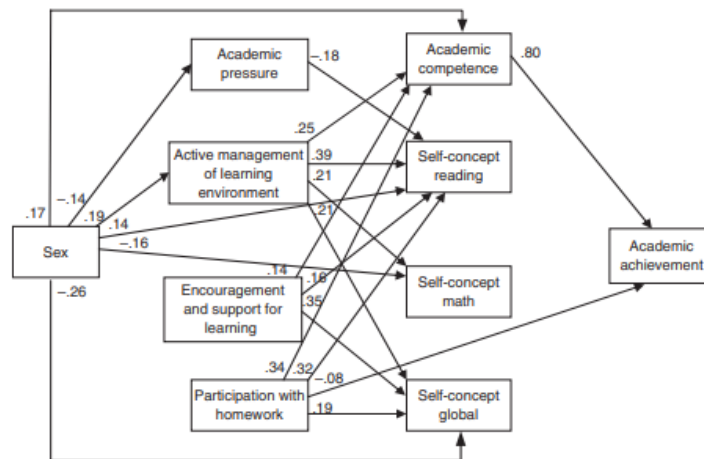 Academic
pressure
–.18
Academic
competence
.80
.25
Active management
of learning
environment
.39
.21
.21
Self-concept
reading
–.14
.17
.19
.14
–.16
Sex
–.26
Academic
achievement
.14
.16
Encouragement
and support for
learning
.35
Self-concept
math
.34
.32
–.08
Participation with
homework
.19
Self-concept
global